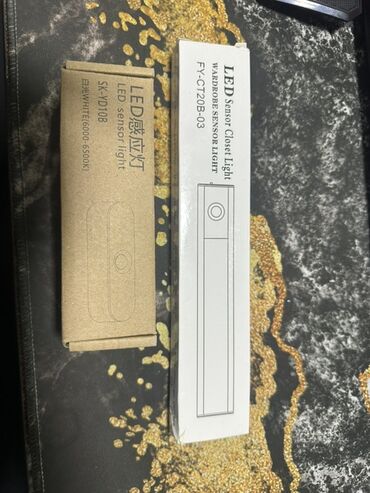 LED感应灯
LED sensor light
SK-YD10B
白光WHITE(6000-6500K)
LED Sensor Closet Light
WARDROBE SENSOR LIGHT
FY-CT20B-03